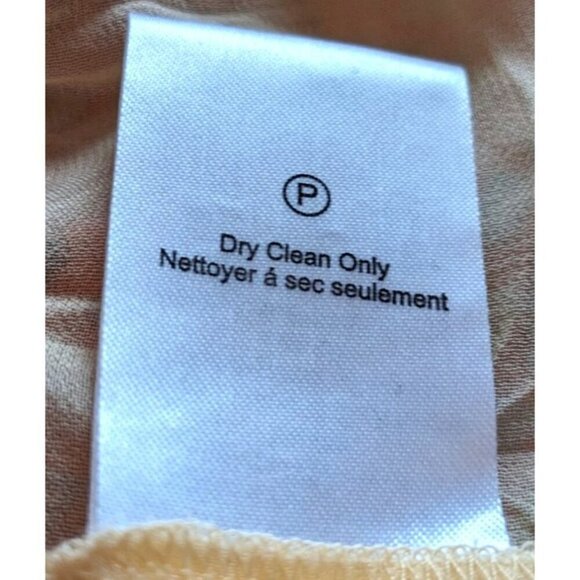 Ⓟ
Dry Clean Only
Nettoyer á sec seulement